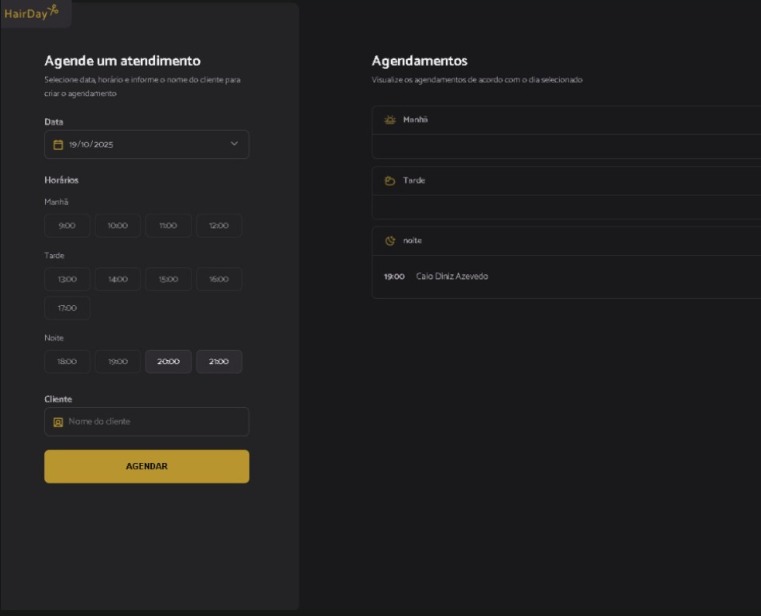 HairDay
Agende um atendimento
Selecione data, horário e informe o nome do cliente para
criar o agendamento
Data
19/10/2025
Horários
Manhã
9:00 10:00 11:00 12:00
Tarde
13:00 14:00 15:00 16:00
17:00
Noite
18:00 19:00 20:00 21:00
Cliente
Nome do cliente
AGENDAR
Agendamentos
Visualize os agendamentos de acordo com o dia selecionado
Manhã
Tarde
noite
19:00 Caio Diniz Azevedo